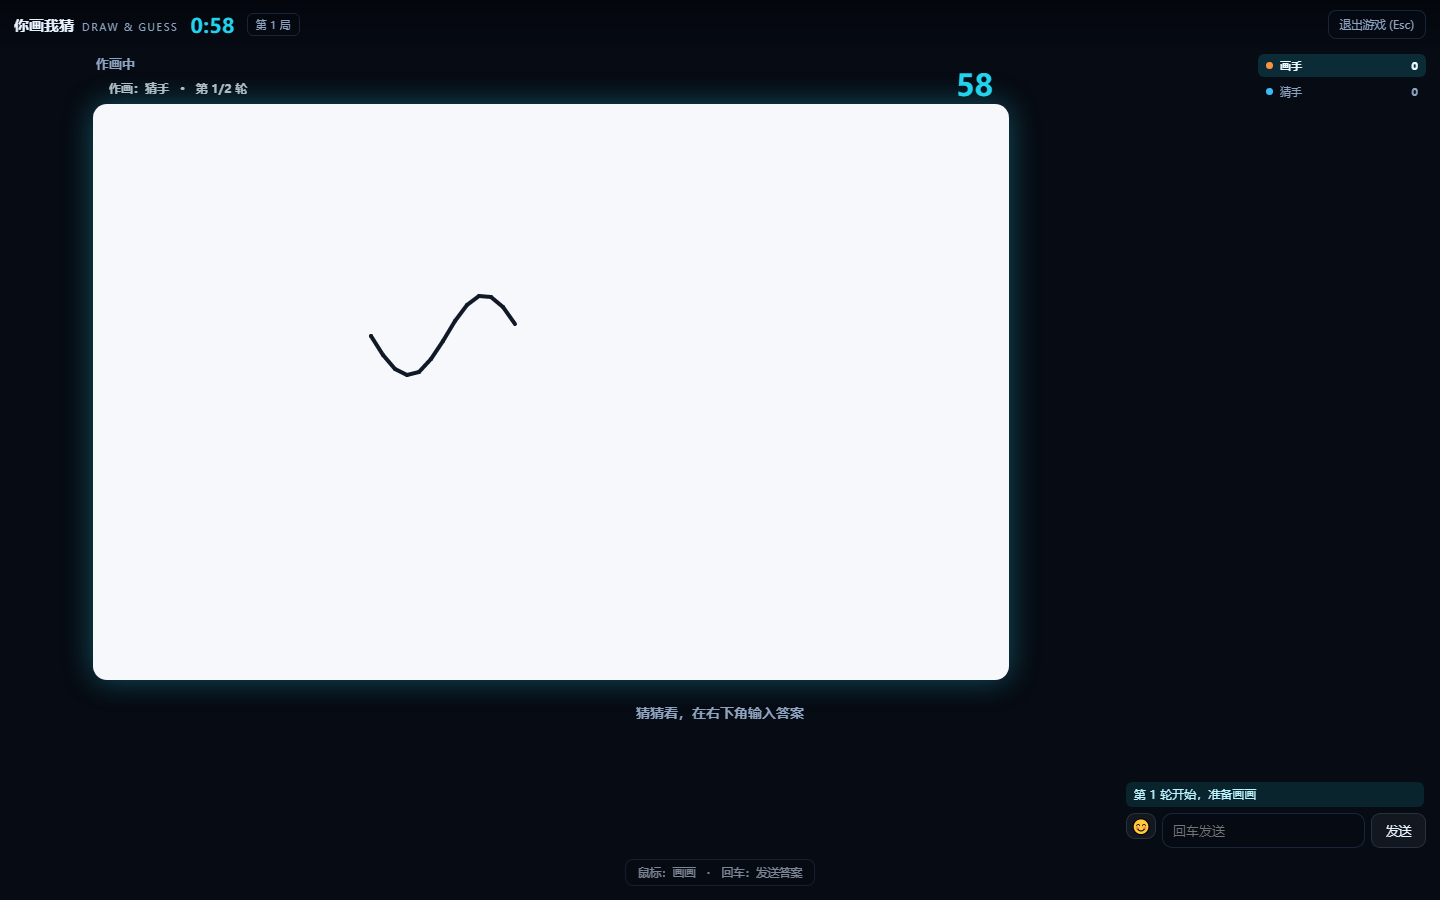 你画我猜 DRAW & GUESS 0:58 第 1 局
退出游戏 (Esc)
作画中
作画：猜手 • 第 1/2 轮
58
画手 0
猜手 0
猜猜看，在右下角输入答案
第 1 轮开始，准备画画
回车发送
发送
鼠标：画画 · 回车：发送答案